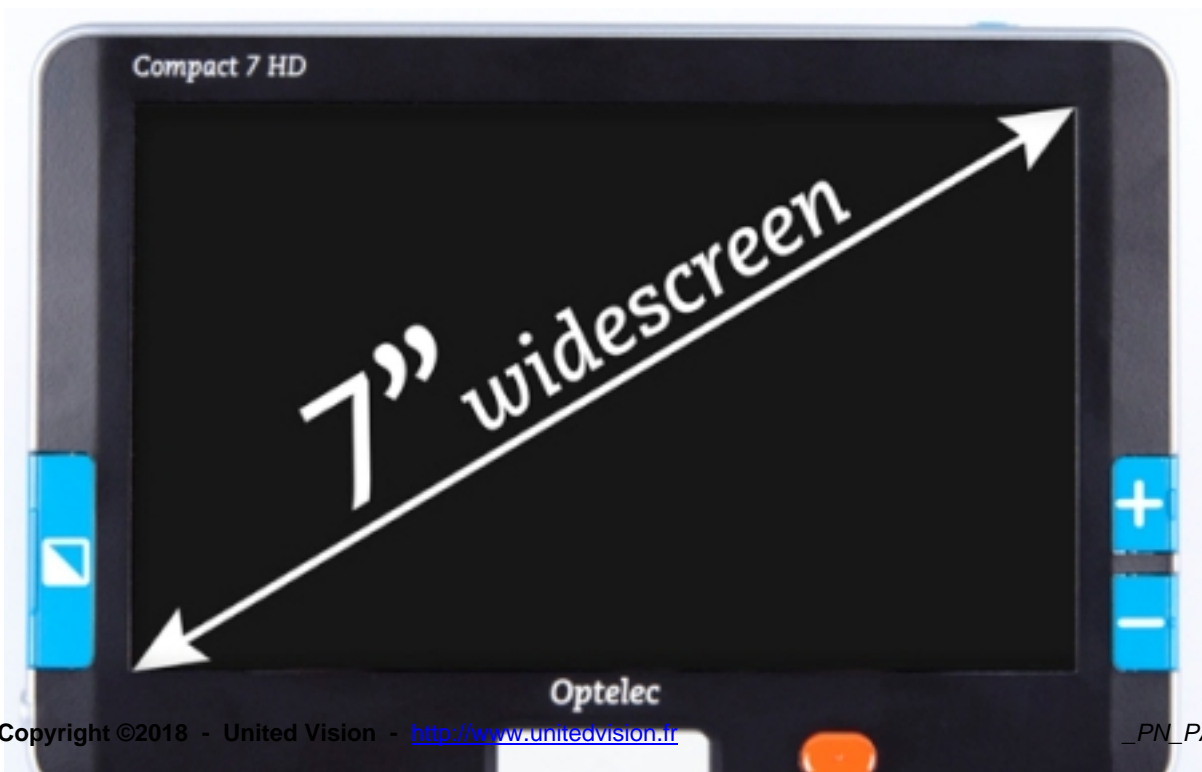 Compact 7 HD
7” widescreen
Optelec
Copyright ©2018 - United Vision - http://www.unitedvision.fr